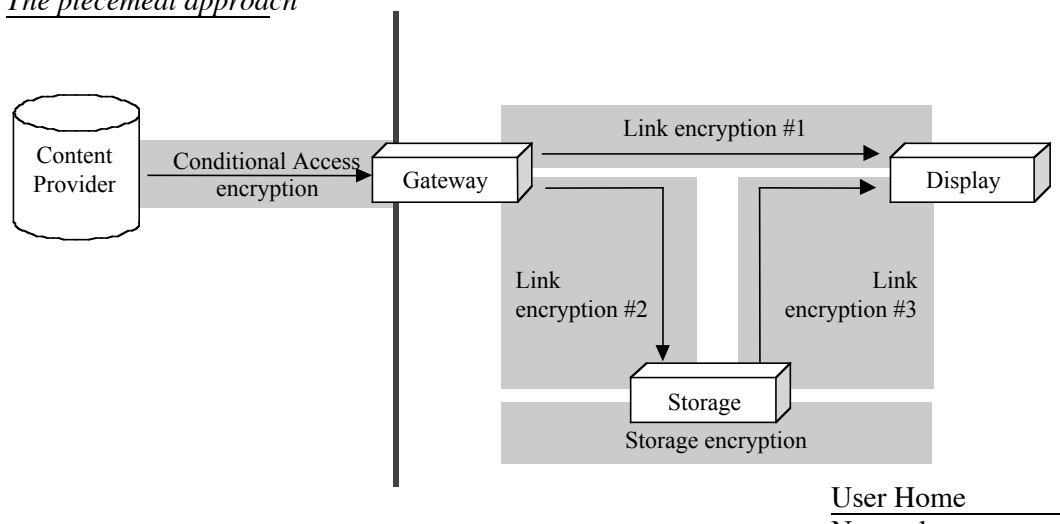 The piecemeal approach
Content
Provider
Conditional Access
encryption
Gateway
Link encryption #1
Display
Link
encryption #2
Link
encryption #3
Storage
Storage encryption
User Home